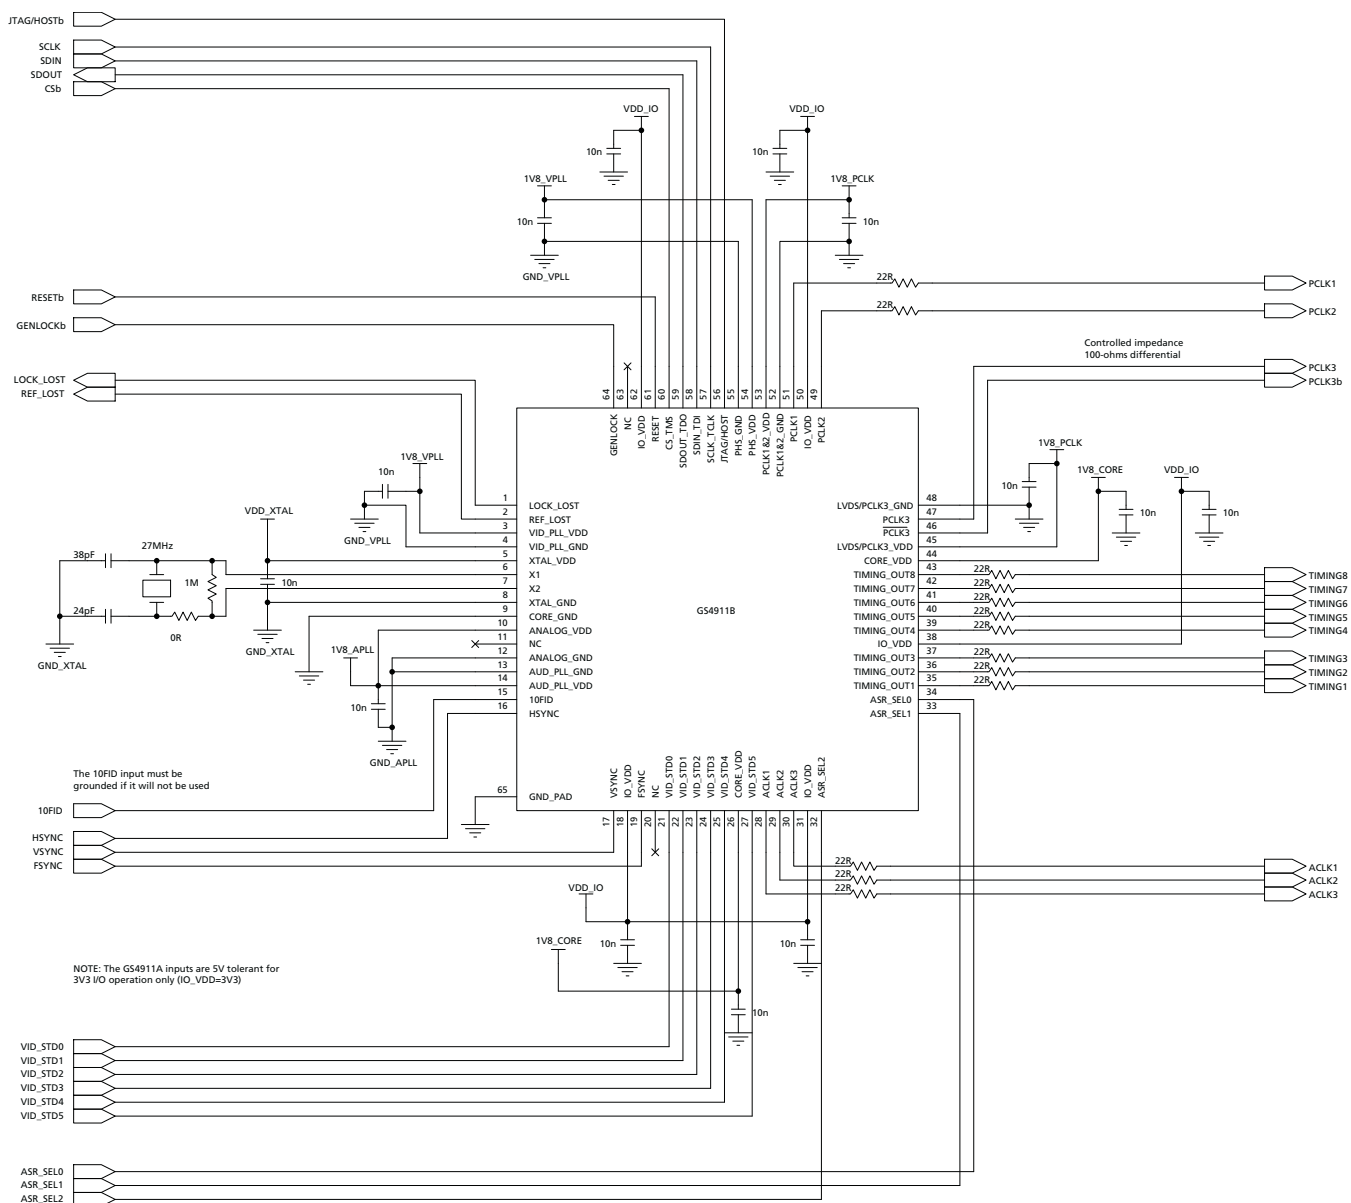 JTAG/HOSTb
SCLK
SDIN
SDOUT
CSb
VDD_IO
VDD_IO
10n
10n
1V8_VPLL
1V8_PCLK
10n
10n
GND_VPLL
22R
PCLK1
RESETb
22R
PCLK2
GENLOCKb
Controlled impedance
100-ohms differential
PCLK3
LOCK_LOST
PCLK3b
REF_LOST
64
63
62
61
60
59
58
57
56
55
54
53
52
51
50
49
GENLOCK
NC
IO_VDD
RESET
CS_TMS
SDOUT_TDO
SDIN_TDI
SCLK_TCLK
JTAG/HOST
PHS_GND
PHS_VDD
PCLK1&2_VDD
PCLK1&2_GND
PCLK1
IO_VDD
PCLK2
1V8_VPLL
10n
GND_VPLL
1V8_PCLK
10n
1V8_CORE
10n
VDD_IO
10n
VDD_XTAL
27MHz
38pF
1M
10n
24pF
0R
GND_XTAL
GND_XTAL
1V8_APLL
10n
GND_APLL
1 LOCK_LOST
2 REF_LOST
3 VID_PLL_VDD
4 VID_PLL_GND
5 XTAL_VDD
6 X1
7 X2
8 XTAL_GND
9 CORE_GND
10 ANALOG_VDD
11 NC
12 ANALOG_GND
13 AUD_PLL_GND
14 AUD_PLL_VDD
15 10FID
16 HSYNC
65 GND_PAD
GS4911B
LVDS/PCLK3_GND 48
PCLK3 47
PCLK3 46
LVDS/PCLK3_VDD 45
CORE_VDD 44
TIMING_OUT8 43 22R TIMING8
TIMING_OUT7 42 22R TIMING7
TIMING_OUT6 41 22R TIMING6
TIMING_OUT5 40 22R TIMING5
TIMING_OUT4 39 22R TIMING4
IO_VDD 38
TIMING_OUT3 37 22R TIMING3
TIMING_OUT2 36 22R TIMING2
TIMING_OUT1 35 22R TIMING1
ASR_SEL0 34
ASR_SEL1 33
VSYNC
IO_VDD
FSYNC
NC
VID_STD0
VID_STD1
VID_STD2
VID_STD3
VID_STD4
CORE_VDD
VID_STD5
ACLK1
ACLK2
ACLK3
IO_VDD
ASR_SEL2
17
18
19
20
21
22
23
24
25
26
27
28
29
30
31
32
The 10FID input must be
grounded if it will not be used
10FID
HSYNC
VSYNC
FSYNC
22R ACLK1
22R ACLK2
22R ACLK3
VDD_IO
10n
10n
1V8_CORE
10n
NOTE: The GS4911A inputs are 5V tolerant for
3V3 I/O operation only (IO_VDD=3V3)
VID_STD0
VID_STD1
VID_STD2
VID_STD3
VID_STD4
VID_STD5
ASR_SEL0
ASR_SEL1
ASR_SEL2